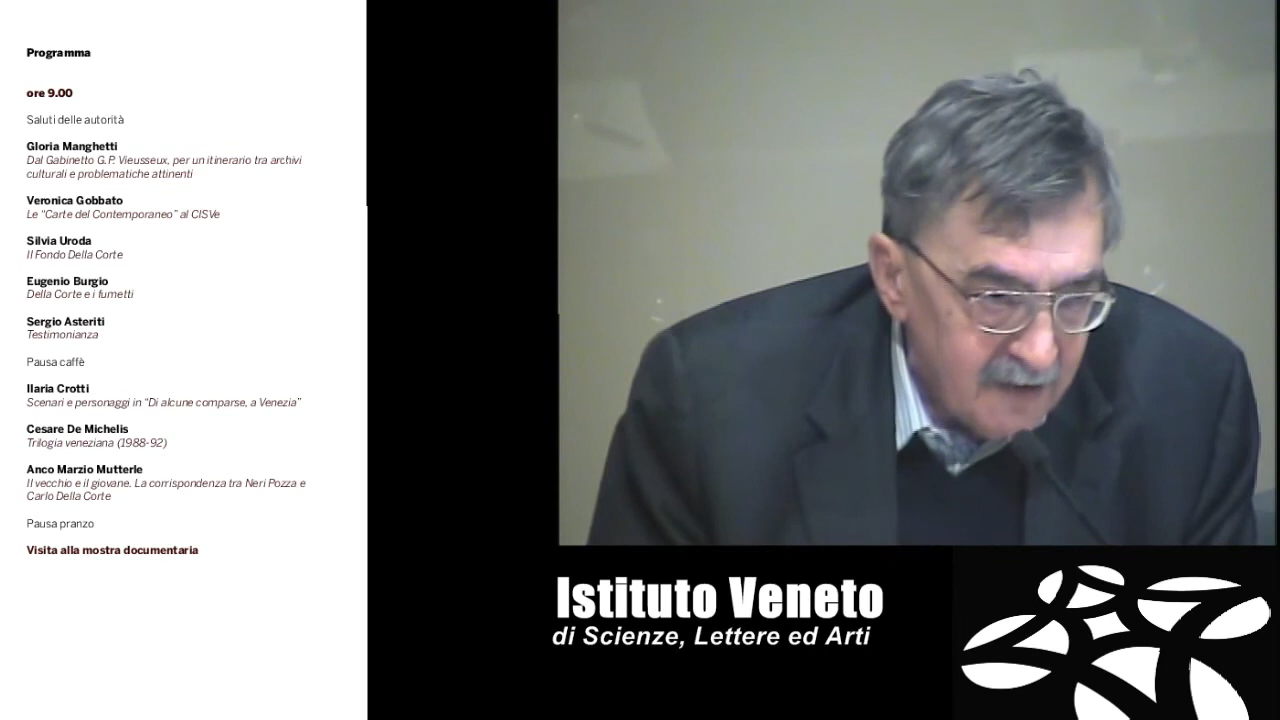 Programma
ore 9.00
Saluti delle autorità
Gloria Manghetti
Dal Gabinetto G.P. Vieusseux, per un itinerario tra archivi
culturali e problematiche attinenti
Veronica Gobbato
Le “Carte del Contemporaneo” al CISVe
Silvia Uroda
Il Fondo Della Corte
Eugenio Burgio
Della Corte e i fumetti
Sergio Asteriti
Testimonianza
Pausa caffè
Ilaria Crotti
Scenari e personaggi in “Di alcune comparse, a Venezia”
Cesare De Michelis
Trilogia veneziana (1988-92)
Anco Marzio Mutterle
Il vecchio e il giovane. La corrispondenza tra Neri Pozza e
Carlo Della Corte
Pausa pranzo
Visita alla mostra documentaria
Istituto Veneto
di Scienze, Lettere ed Arti